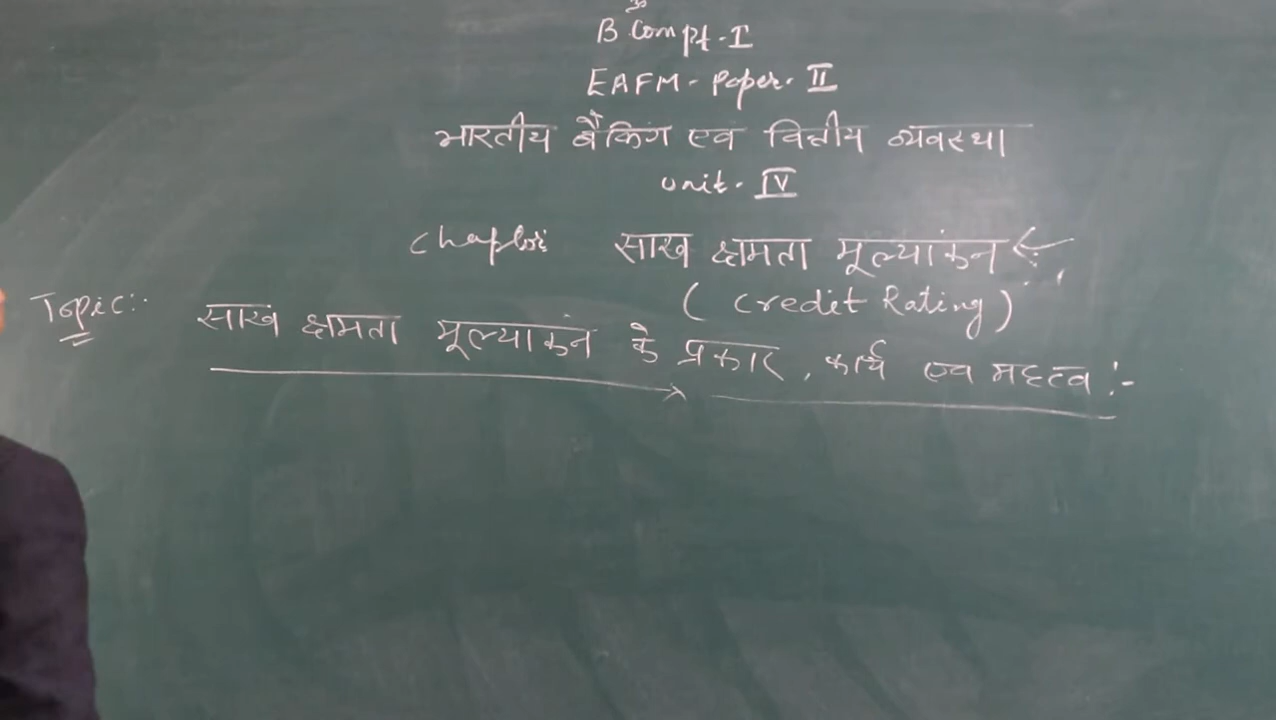 B Com pt-I
EAFM - Paper - II
भारतीय बैंकिंग एवं वित्तीय व्यवस्था
unit - IV
Chapter साख क्षमता मूल्यांकन
( Credit Rating )
Topic:- साख क्षमता मूल्यांकन के प्रकार, कार्य एवं महत्व :-